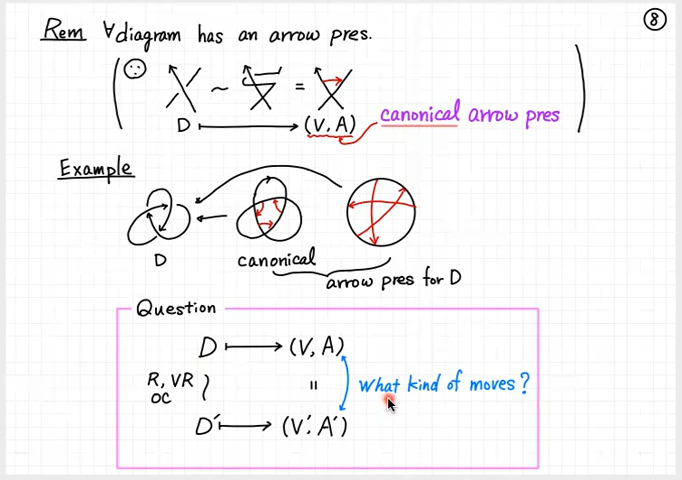 ⑧
Rem ∀diagram has an arrow pres.
∼ =
D ⟼ (V, A) canonical arrow pres
Example
D canonical
arrow pres for D
Question
D ⟼ (V, A)
R, VR
OC
〃 What kind of moves?
D′ ⟼ (V′, A′)